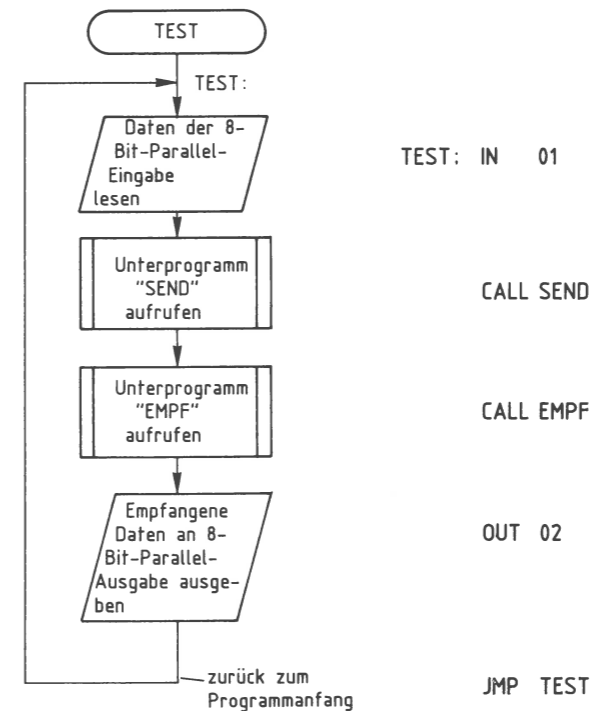 TEST
TEST:
Daten der 8-
Bit-Parallel-
Eingabe
lesen
TEST: IN 01
Unterprogramm
"SEND"
aufrufen
CALL SEND
Unterprogramm
"EMPF"
aufrufen
CALL EMPF
Empfangene
Daten an 8-
Bit-Parallel-
Ausgabe ausge-
ben
OUT 02
zurück zum
Programmanfang
JMP TEST